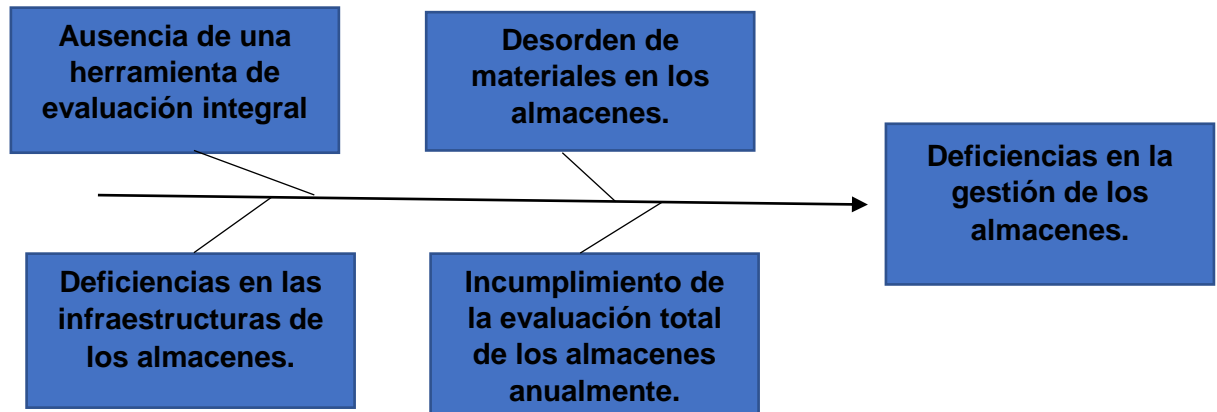 Ausencia de una
herramienta de
evaluación integral
Desorden de
materiales en los
almacenes.
Deficiencias en la
gestión de los
almacenes.
Deficiencias en las
infraestructuras de
los almacenes.
Incumplimiento de
la evaluación total
de los almacenes
anualmente.